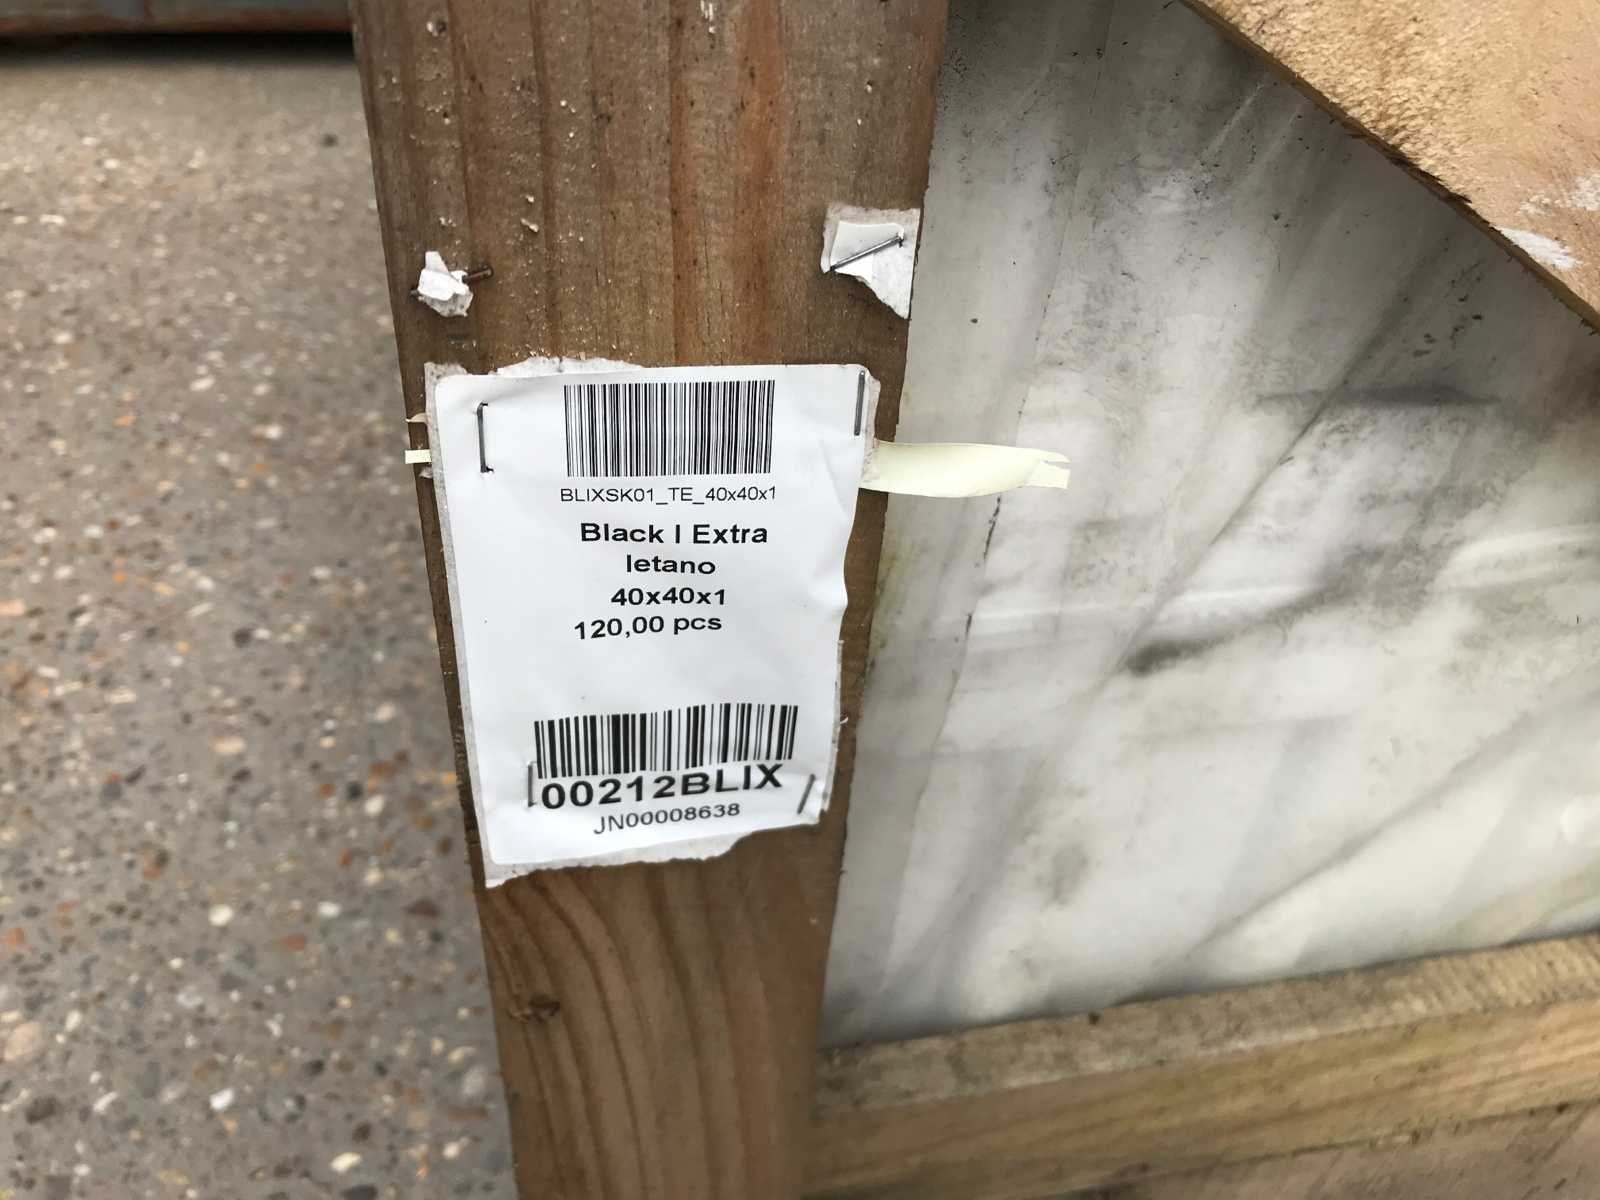 BLIXSK01_TE_40x40x1
Black I Extra
letano
40x40x1
120,00 pcs
00212BLIX
JN00008638